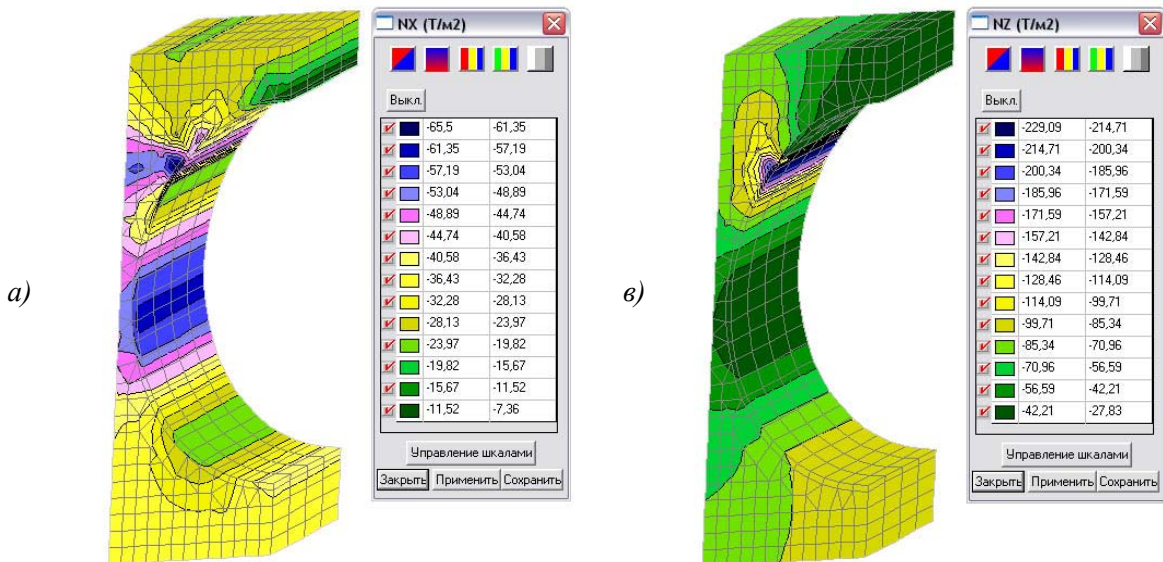 а)
NX (Т/м2)
Выкл.
-65,5 -61,35
-61,35 -57,19
-57,19 -53,04
-53,04 -48,89
-48,89 -44,74
-44,74 -40,58
-40,58 -36,43
-36,43 -32,28
-32,28 -28,13
-28,13 -23,97
-23,97 -19,82
-19,82 -15,67
-15,67 -11,52
-11,52 -7,36
Управление шкалами
Закрыть Применить Сохранить
в)
NZ (Т/м2)
Выкл.
-229,09 -214,71
-214,71 -200,34
-200,34 -185,96
-185,96 -171,59
-171,59 -157,21
-157,21 -142,84
-142,84 -128,46
-128,46 -114,09
-114,09 -99,71
-99,71 -85,34
-85,34 -70,96
-70,96 -56,59
-56,59 -42,21
-42,21 -27,83
Управление шкалами
Закрыть Применить Сохранить